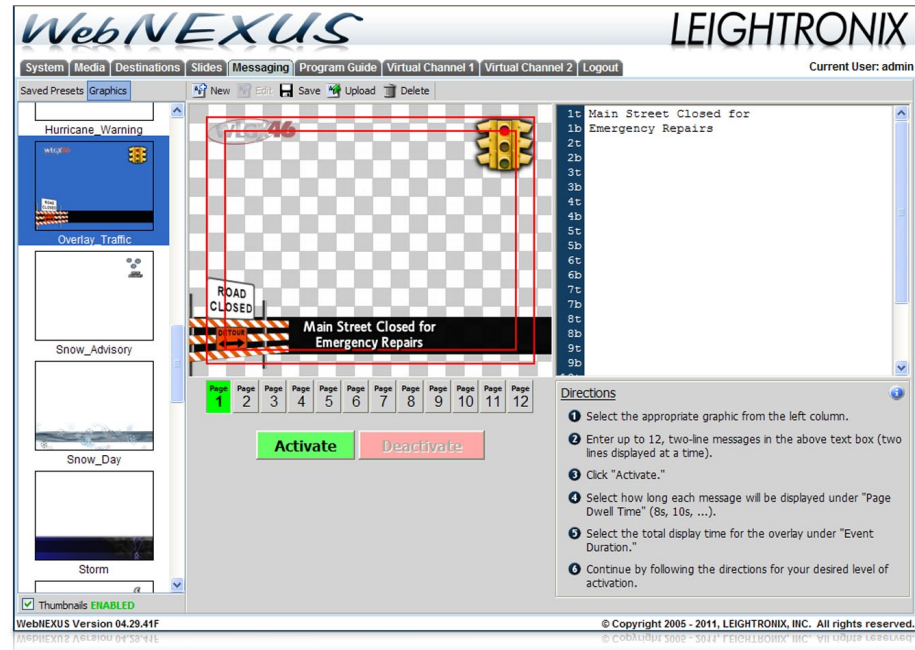 WebNEXUS
LEIGHTRONIX
System Media Destinations Slides Messaging Program Guide Virtual Channel 1 Virtual Channel 2 Logout
Current User: admin
Saved Presets Graphics
New Edit Save Upload Delete
Hurricane_Warning
wtcx46
ROAD
CLOSED
Overlay_Traffic
Snow_Advisory
Snow_Day
Storm
Thumbnails ENABLED
ROAD
CLOSED
DETOUR
Main Street Closed for
Emergency Repairs
Page 1 Page 2 Page 3 Page 4 Page 5 Page 6 Page 7 Page 8 Page 9 Page 10 Page 11 Page 12
Activate Deactivate
1t Main Street Closed for
1b Emergency Repairs
2t
2b
3t
3b
4t
4b
5t
5b
6t
6b
7t
7b
8t
8b
9t
9b
Directions
1 Select the appropriate graphic from the left column.
2 Enter up to 12, two-line messages in the above text box (two
lines displayed at a time).
3 Click "Activate."
4 Select how long each message will be displayed under "Page
Dwell Time" (8s, 10s, ...).
5 Select the total display time for the overlay under "Event
Duration."
6 Continue by following the directions for your desired level of
activation.
WebNEXUS Version 04.29.41F
© Copyright 2005 - 2011, LEIGHTRONIX, INC. All rights reserved.